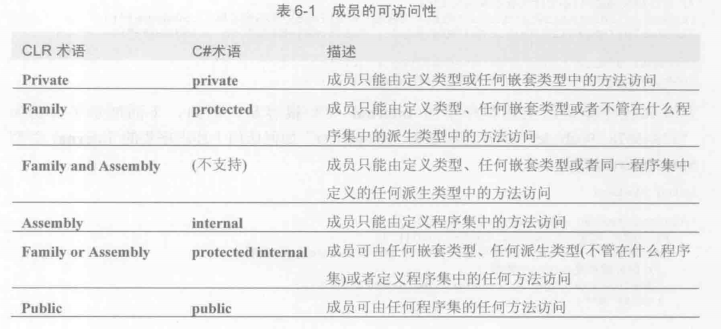 表 6-1 成员的可访问性
CLR 术语 C#术语 描述
Private private 成员只能由定义类型或任何嵌套类型中的方法访问
Family protected 成员只能由定义类型、任何嵌套类型或者不管在什么程
序集中的派生类型中的方法访问
Family and Assembly (不支持) 成员只能由定义类型、任何嵌套类型或者同一程序集中
定义的任何派生类型中的方法访问
Assembly internal 成员只能由定义程序集中的方法访问
Family or Assembly protected internal 成员可由任何嵌套类型、任何派生类型(不管在什么程序
集)或者定义程序集中的任何方法访问
Public public 成员可由任何程序集的任何方法访问